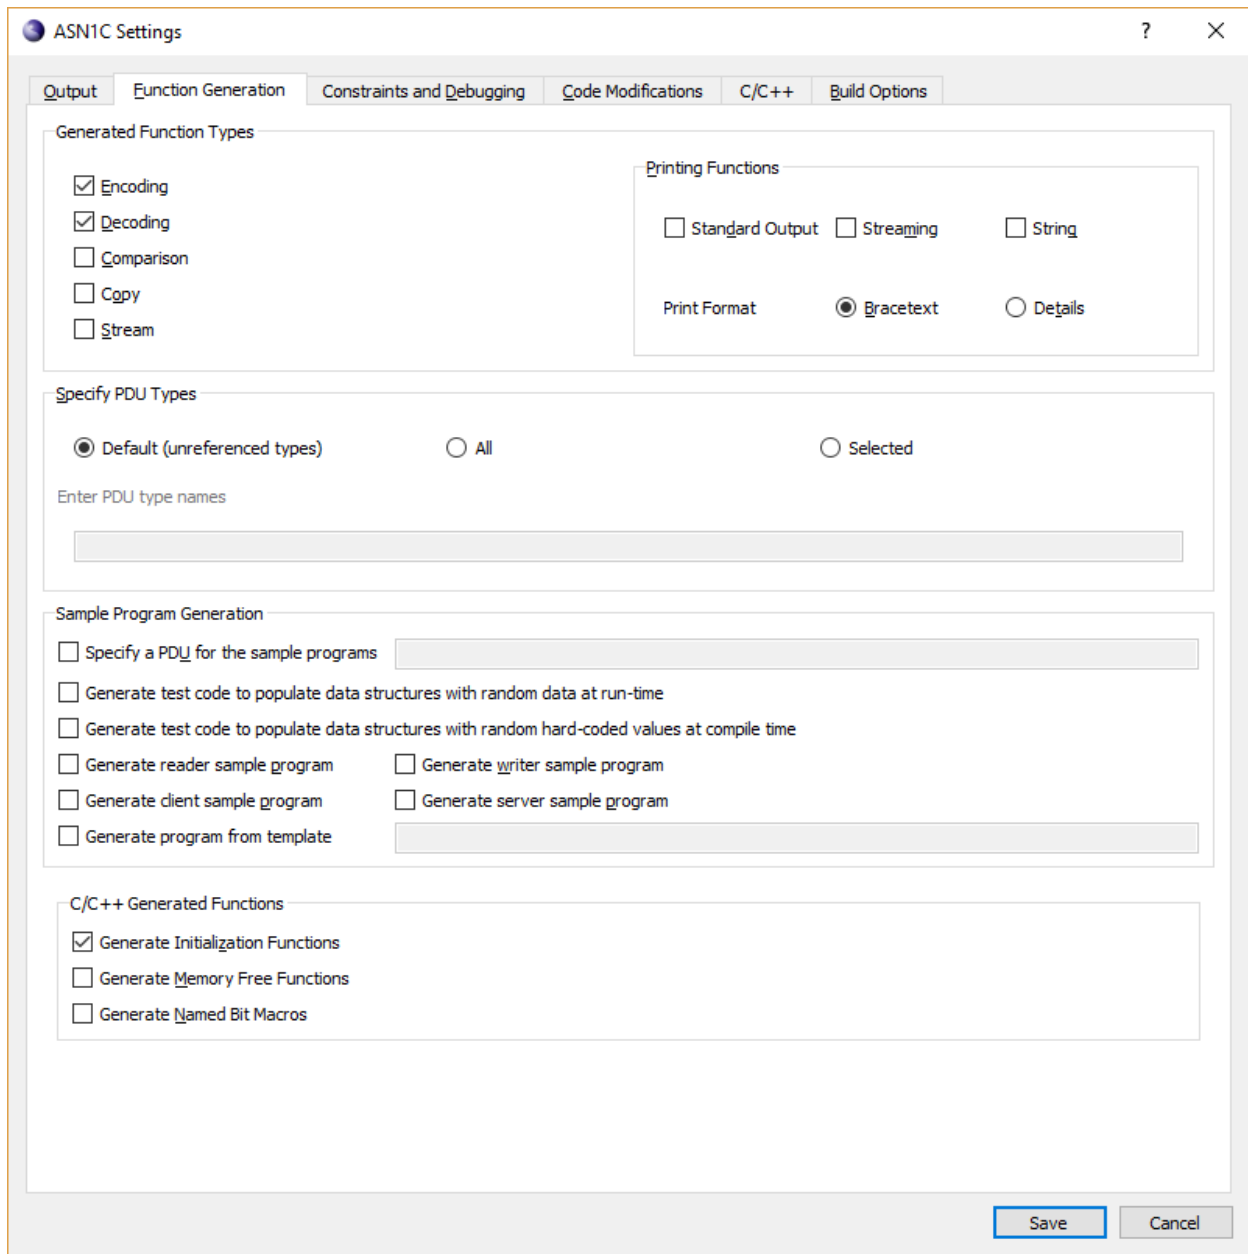 ASN1C Settings
Output Function Generation Constraints and Debugging Code Modifications C/C++ Build Options
Generated Function Types
Encoding
Decoding
Comparison
Copy
Stream
Printing Functions
Standard Output Streaming String
Print Format Bracetext Details
Specify PDU Types
Default (unreferenced types) All Selected
Enter PDU type names
Sample Program Generation
Specify a PDU for the sample programs
Generate test code to populate data structures with random data at run-time
Generate test code to populate data structures with random hard-coded values at compile time
Generate reader sample program Generate writer sample program
Generate client sample program Generate server sample program
Generate program from template
C/C++ Generated Functions
Generate Initialization Functions
Generate Memory Free Functions
Generate Named Bit Macros
Save Cancel